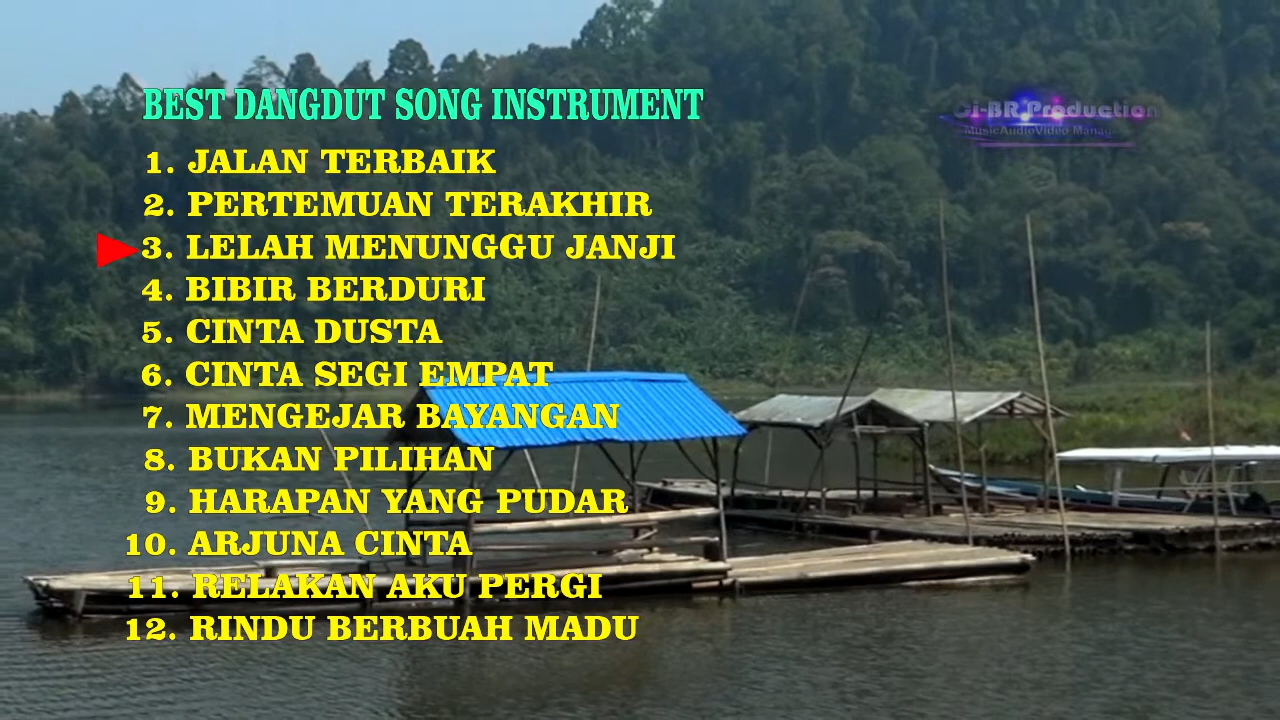 BEST DANGDUT SONG INSTRUMENT
1. JALAN TERBAIK
2. PERTEMUAN TERAKHIR
3. LELAH MENUNGGU JANJI
4. BIBIR BERDURI
5. CINTA DUSTA
6. CINTA SEGI EMPAT
7. MENGEJAR BAYANGAN
8. BUKAN PILIHAN
9. HARAPAN YANG PUDAR
10. ARJUNA CINTA
11. RELAKAN AKU PERGI
12. RINDU BERBUAH MADU
Production
MusicAudioVideo